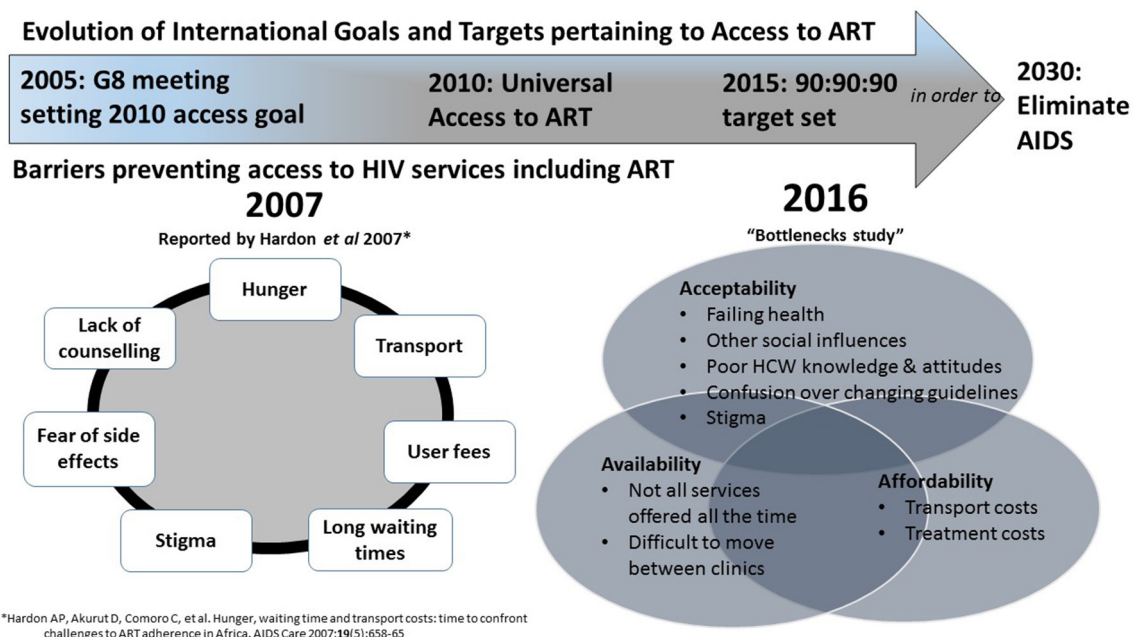 Evolution of International Goals and Targets pertaining to Access to ART
2005: G8 meeting
setting 2010 access goal
2010: Universal
Access to ART
2015: 90:90:90
target set
in order to
2030:
Eliminate
AIDS
Barriers preventing access to HIV services including ART
2007
Reported by Hardon et al 2007*
Hunger
Transport
User fees
Long waiting
times
Stigma
Fear of side
effects
Lack of
counselling
2016
“Bottlenecks study”
Acceptability
• Failing health
• Other social influences
• Poor HCW knowledge & attitudes
• Confusion over changing guidelines
• Stigma
Availability
• Not all services
offered all the time
• Difficult to move
between clinics
Affordability
• Transport costs
• Treatment costs
*Hardon AP, Akurut D, Comoro C, et al. Hunger, waiting time and transport costs: time to confront
challenges to ART adherence in Africa. AIDS Care 2007;19(5):658-65